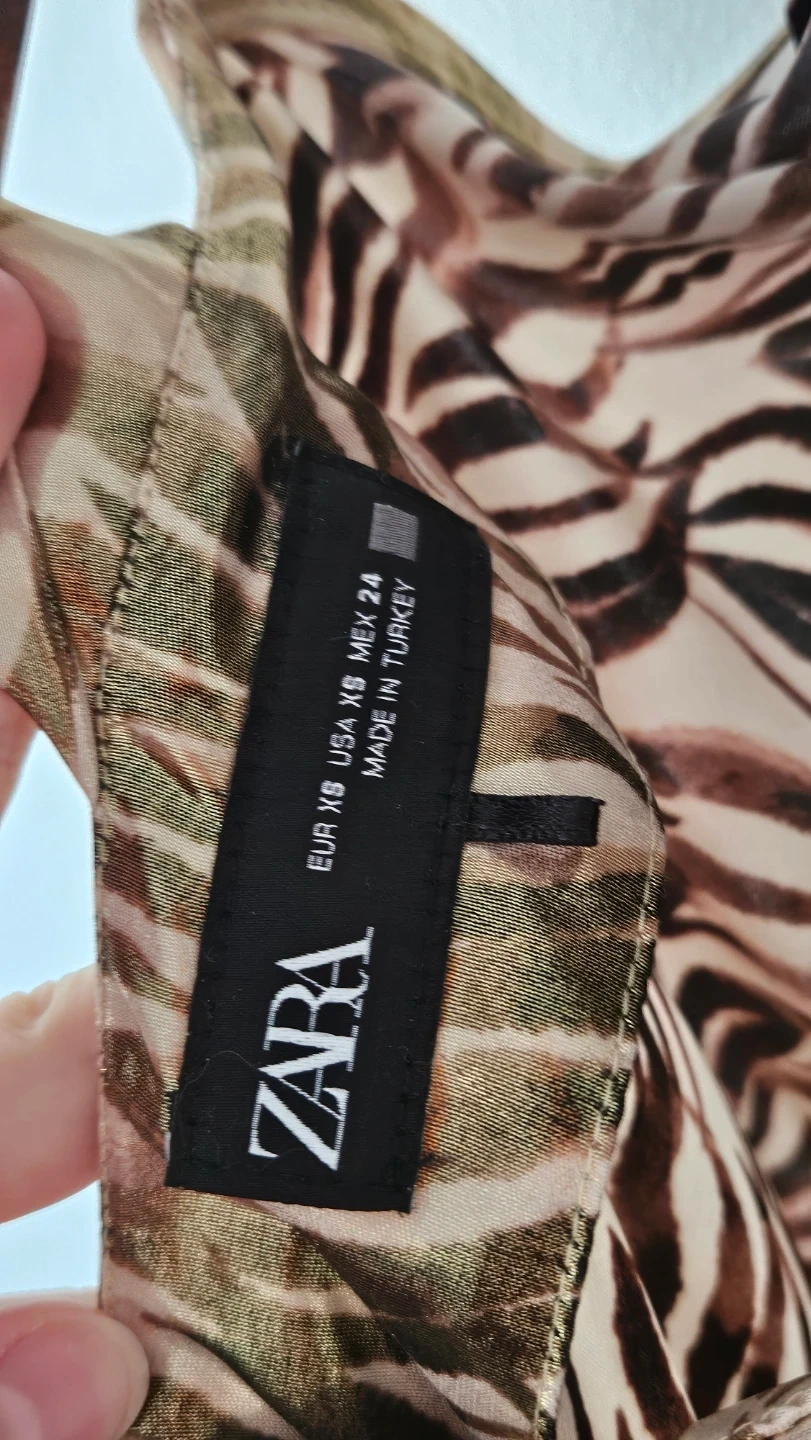 ZARA
EUR XS USA XS MEX 24
MADE IN TURKEY